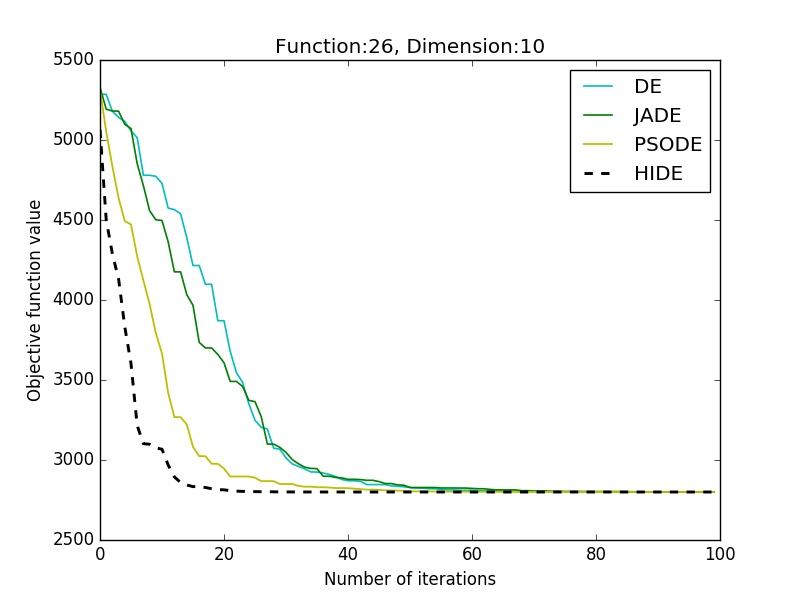 Function:26, Dimension:10
5500
5000
4500
4000
3500
3000
2500
Objective function value
0
20
40
60
80
100
Number of iterations
DE
JADE
PSODE
HIDE